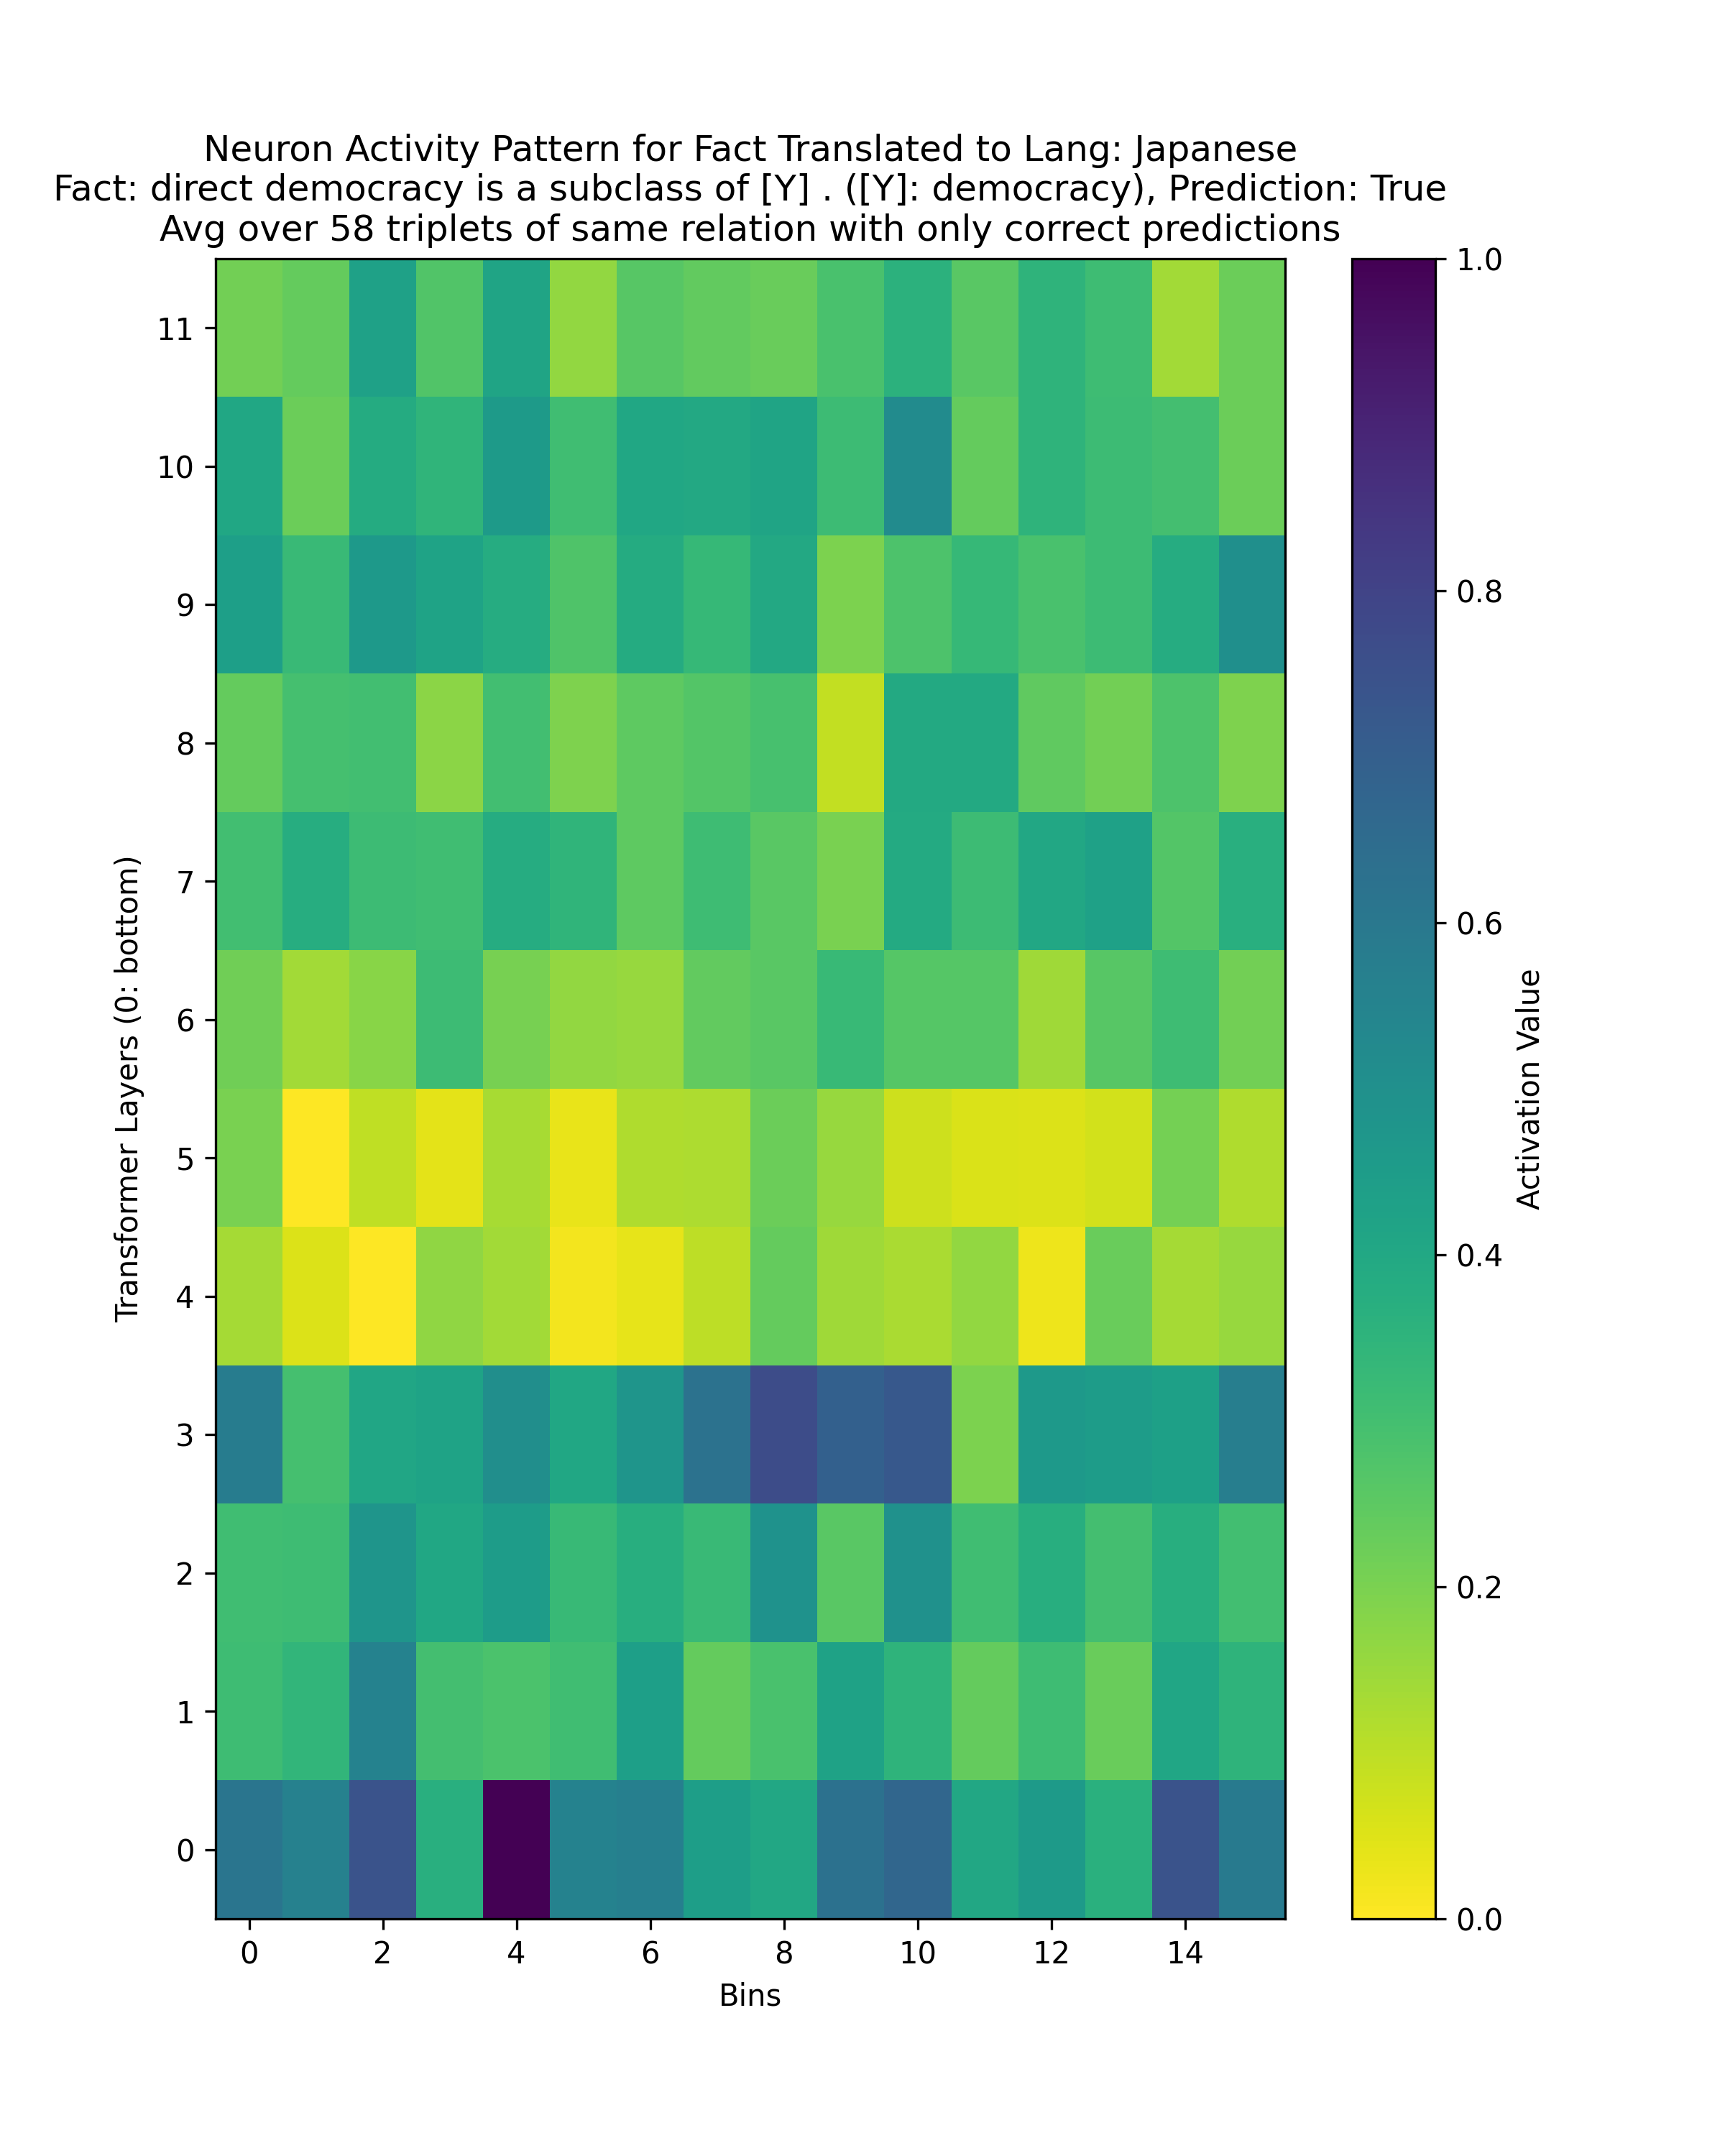 Neuron Activity Pattern for Fact Translated to Lang: Japanese
Fact: direct democracy is a subclass of [Y] . ([Y]: democracy), Prediction: True
Avg over 58 triplets of same relation with only correct predictions
Transformer Layers (0: bottom)
11
10
9
8
7
6
5
4
3
2
1
0
0 2 4 6 8 10 12 14
Bins
1.0
0.8
0.6
0.4
0.2
0.0
Activation Value